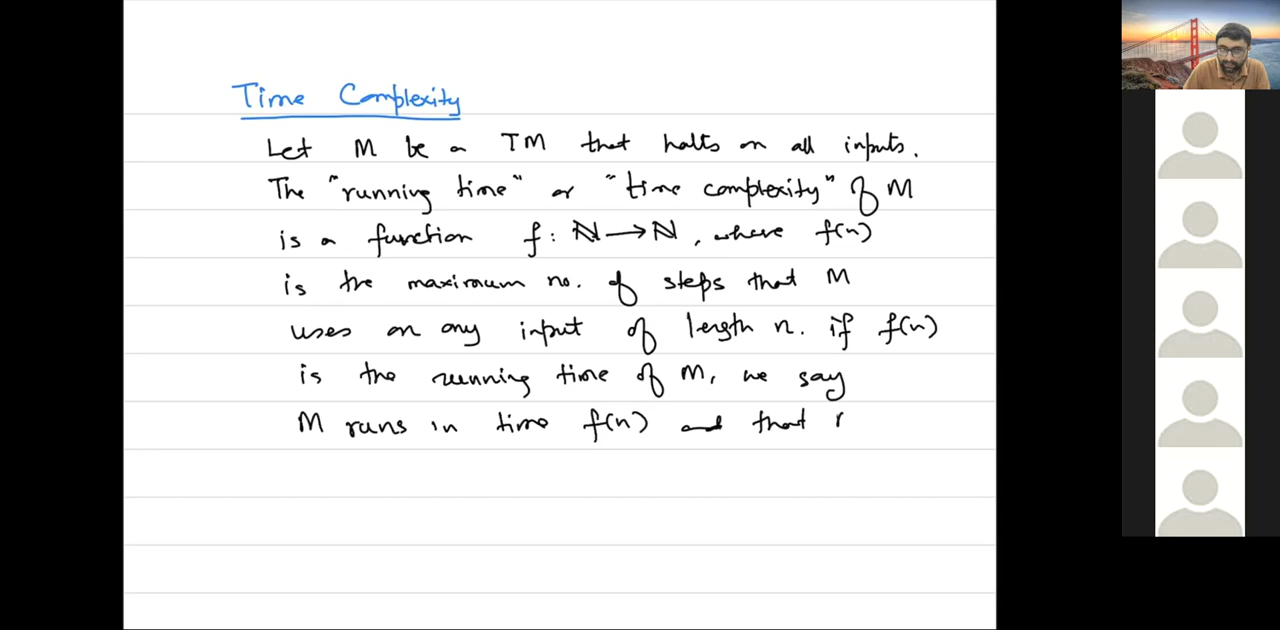 Time Complexity
Let M be a TM that halts on all inputs.
The "running time" or "time complexity" of M
is a function f: ℕ→ℕ, where f(n)
is the maximum no. of steps that M
uses on any input of length n. if f(n)
is the running time of M, we say
M runs in time f(n) and that